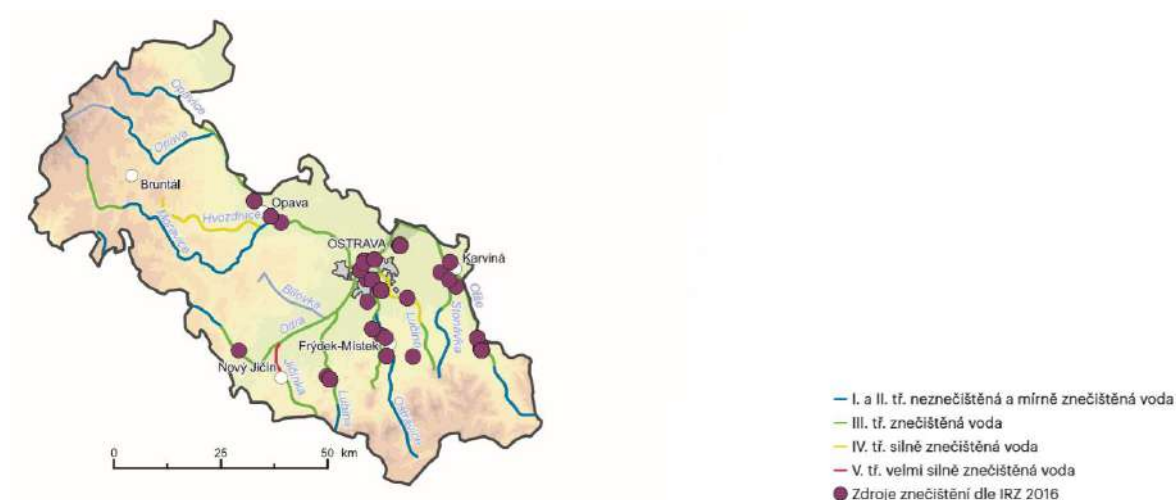 Opavice
Opava
Bruntál
Opava
Hvozdnice
Moravice
OSTRAVA
Karviná
Bílovka
Olše
Stonávka
Lučina
Odra
Frýdek-Místek
Nový Jičín
Jičínka
Lubina
Ostravice
0 25 50 km
I. a II. tř. neznečištěná a mírně znečištěná voda
III. tř. znečištěná voda
IV. tř. silně znečištěná voda
V. tř. velmi silně znečištěná voda
Zdroje znečištění dle IRZ 2016